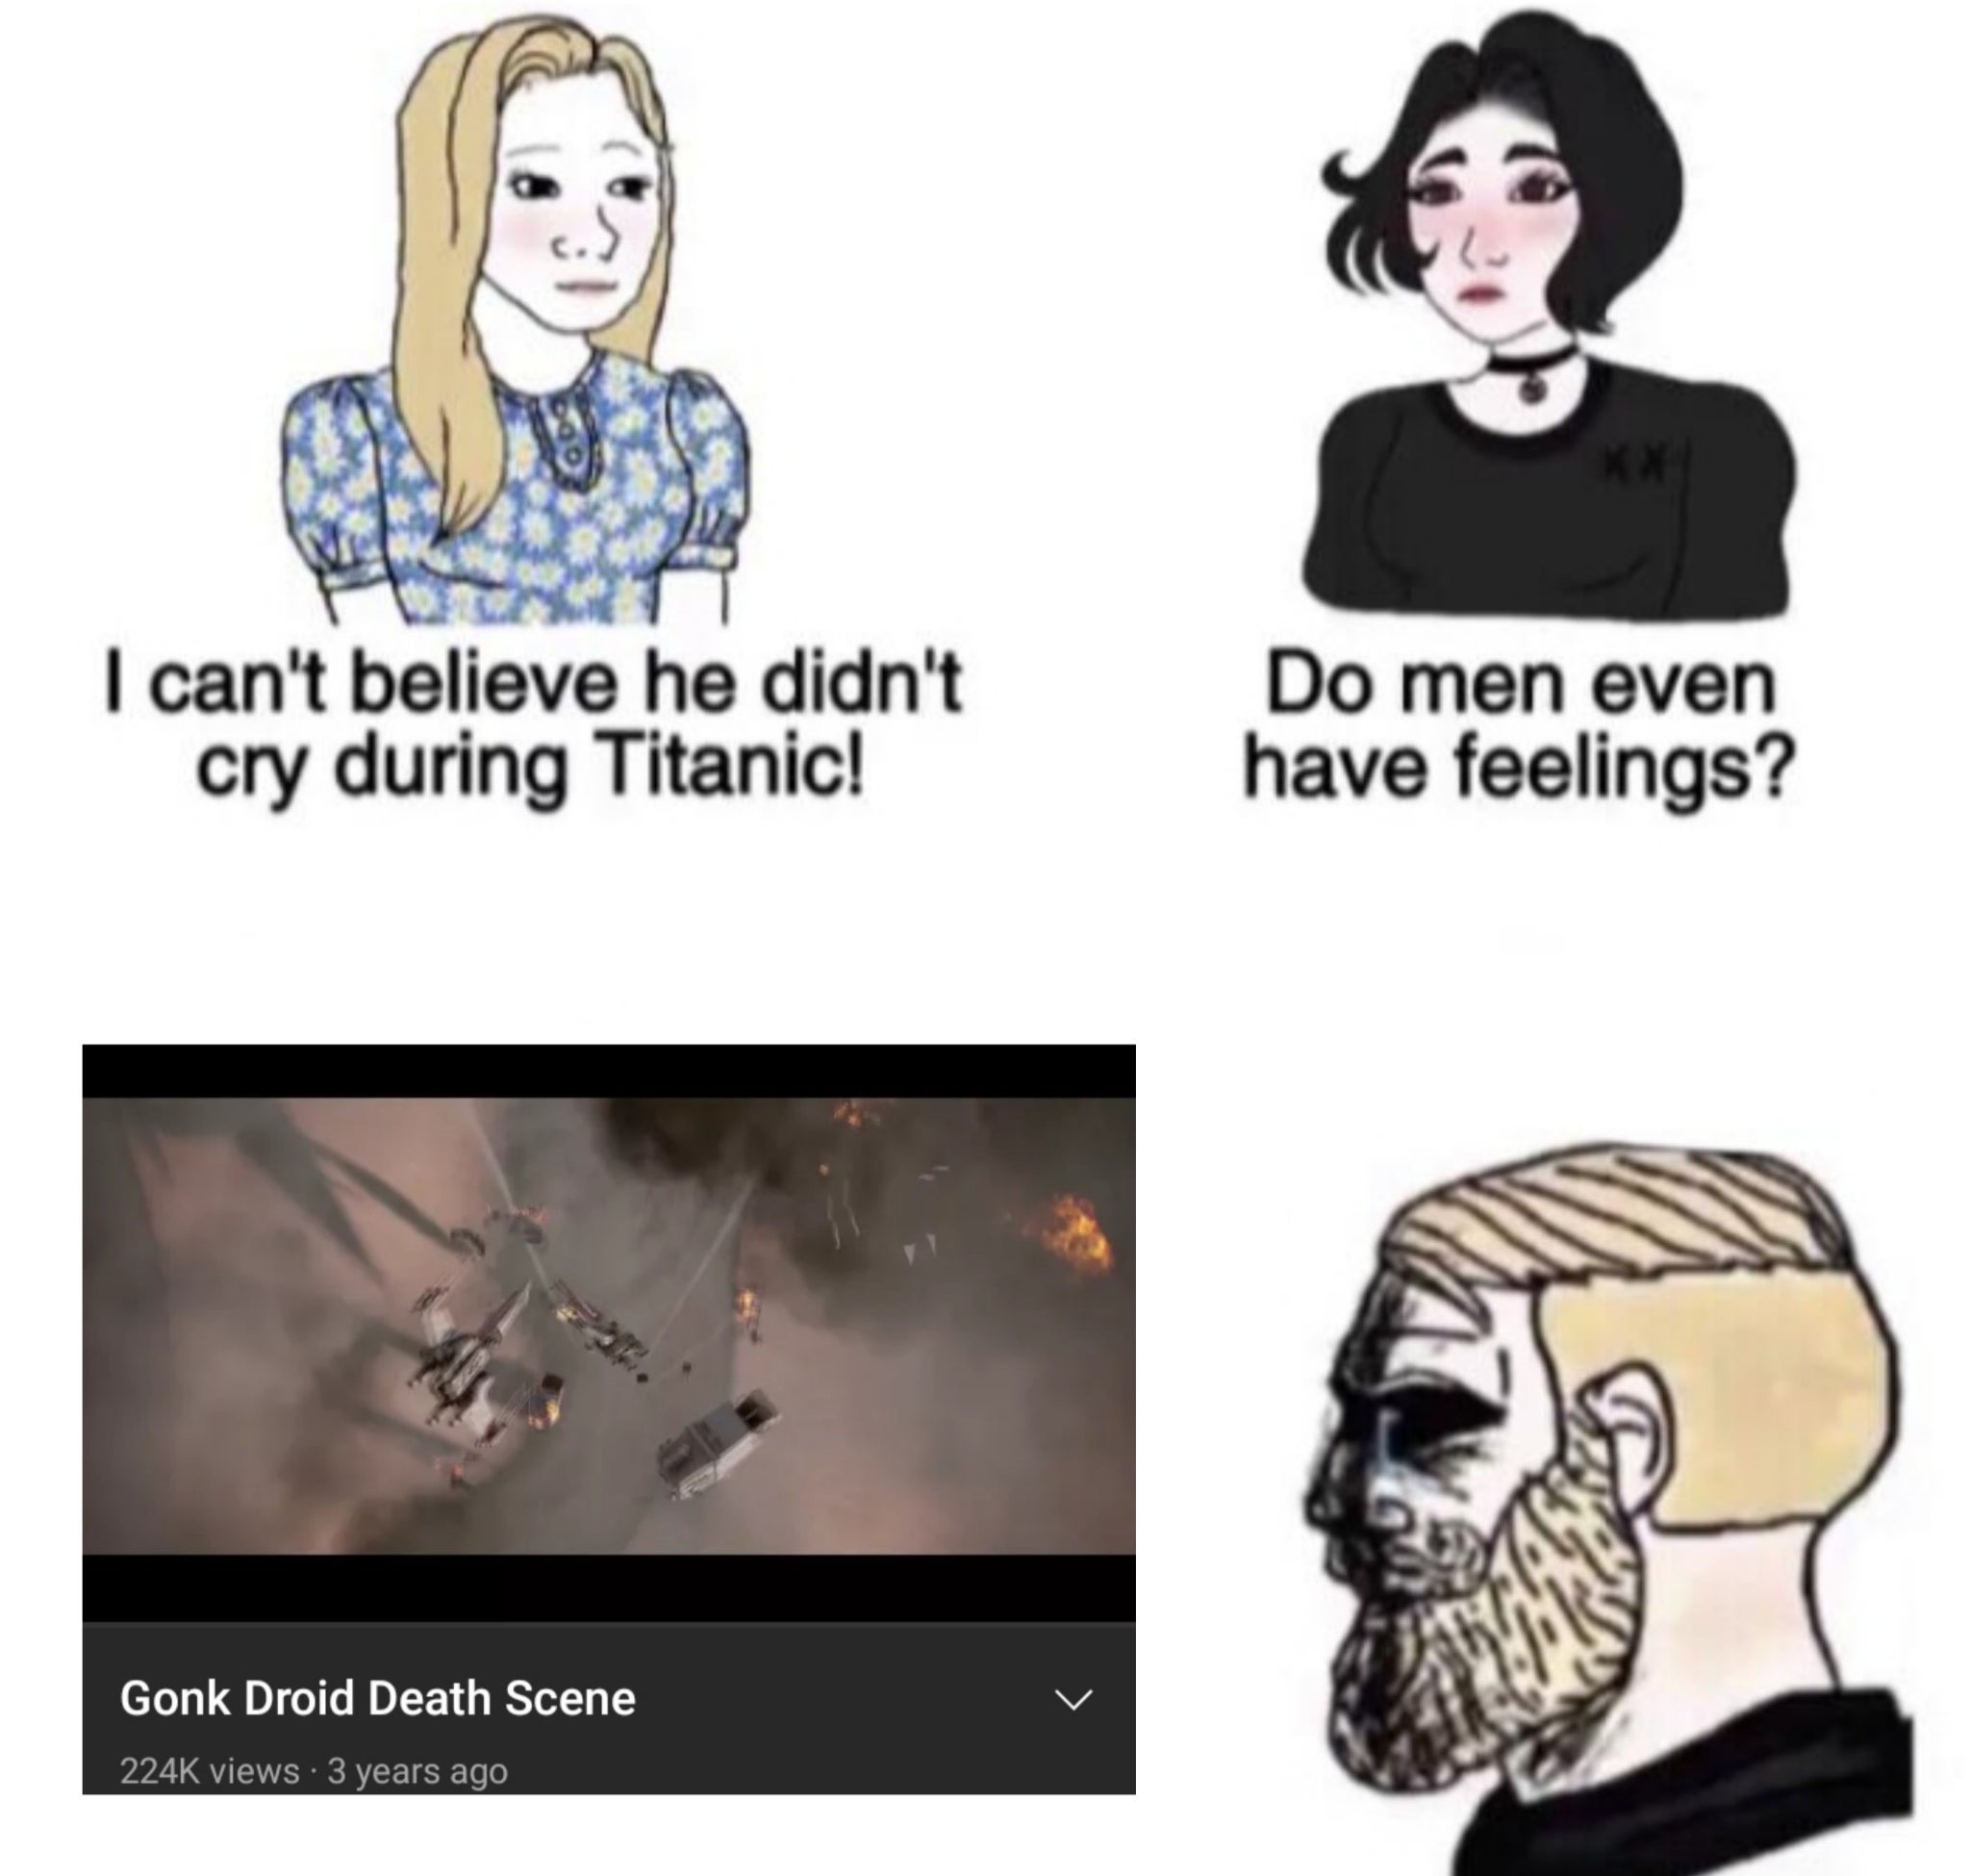 I can't believe he didn't
cry during Titanic!
Do men even
have feelings?
XX
Gonk Droid Death Scene
224K views · 3 years ago